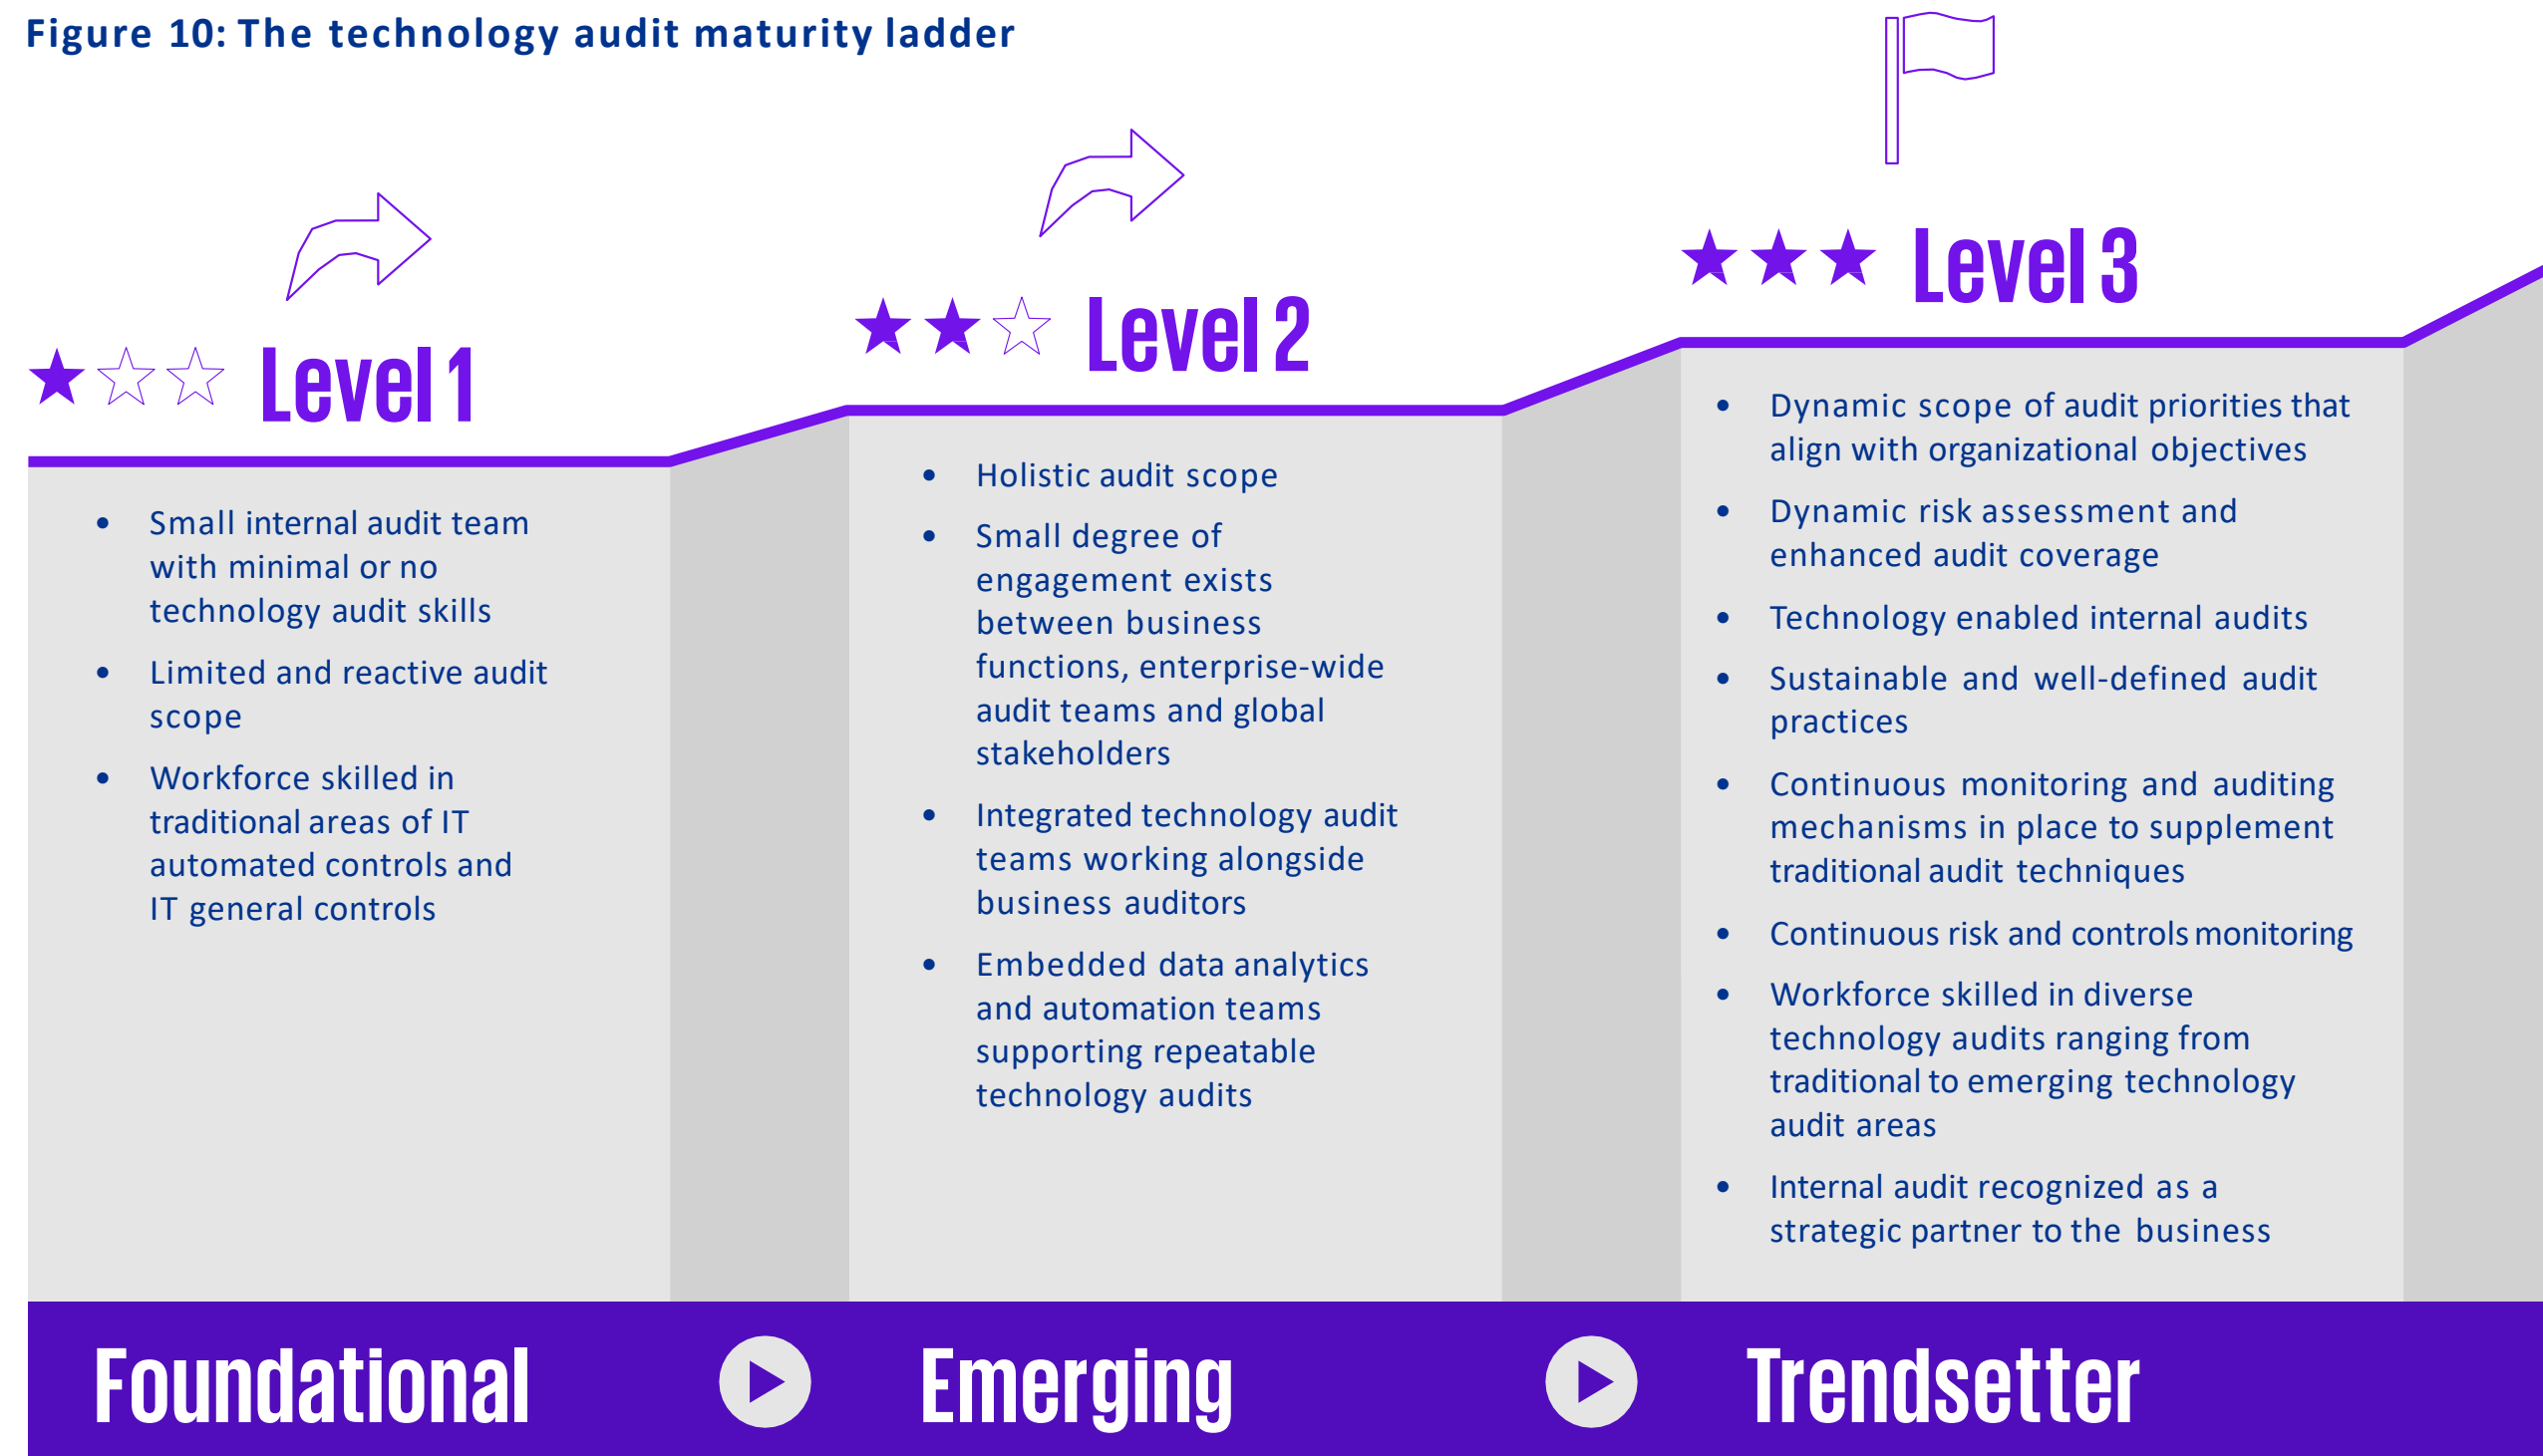 Figure 10: The technology audit maturity ladder
Level 1
• Small internal audit team
with minimal or no
technology audit skills
• Limited and reactive audit
scope
• Workforce skilled in
traditional areas of IT
automated controls and
IT general controls
Foundational
Level 2
• Holistic audit scope
• Small degree of
engagement exists
between business
functions, enterprise-wide
audit teams and global
stakeholders
• Integrated technology audit
teams working alongside
business auditors
• Embedded data analytics
and automation teams
supporting repeatable
technology audits
Emerging
Level 3
• Dynamic scope of audit priorities that
align with organizational objectives
• Dynamic risk assessment and
enhanced audit coverage
• Technology enabled internal audits
• Sustainable and well-defined audit
practices
• Continuous monitoring and auditing
mechanisms in place to supplement
traditional audit techniques
• Continuous risk and controls monitoring
• Workforce skilled in diverse
technology audits ranging from
traditional to emerging technology
audit areas
• Internal audit recognized as a
strategic partner to the business
Trendsetter